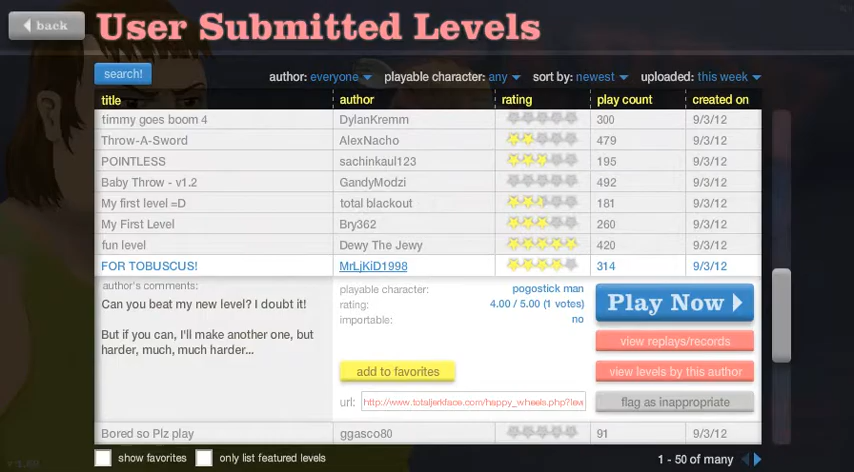 back
User Submitted Levels
search!
author: everyone playable character: any sort by: newest uploaded: this week
title author rating play count created on
timmy goes boom 4 DylanKremm 300 9/3/12
Throw-A-Sword AlexNacho 479 9/3/12
POINTLESS sachinkaul123 195 9/3/12
Baby Throw - v1.2 GandyModzi 492 9/3/12
My first level =D total blackout 181 9/3/12
My First Level Bry362 260 9/3/12
fun level Dewy The Jewy 420 9/3/12
FOR TOBUSCUS! MrLjKiD1998 314 9/3/12
author's comments:
Can you beat my new level? I doubt it!
But if you can, I'll make another one, but
harder, much, much harder...
playable character: pogostick man
rating: 4.00 / 5.00 (1 votes)
importable: no
add to favorites
url: http://www.totaljerkface.com/happy_wheels.php?lev
Play Now
view replays/records
view levels by this author
flag as inappropriate
Bored so Plz play ggasco80 91 9/3/12
show favorites only list featured levels 1 - 50 of many